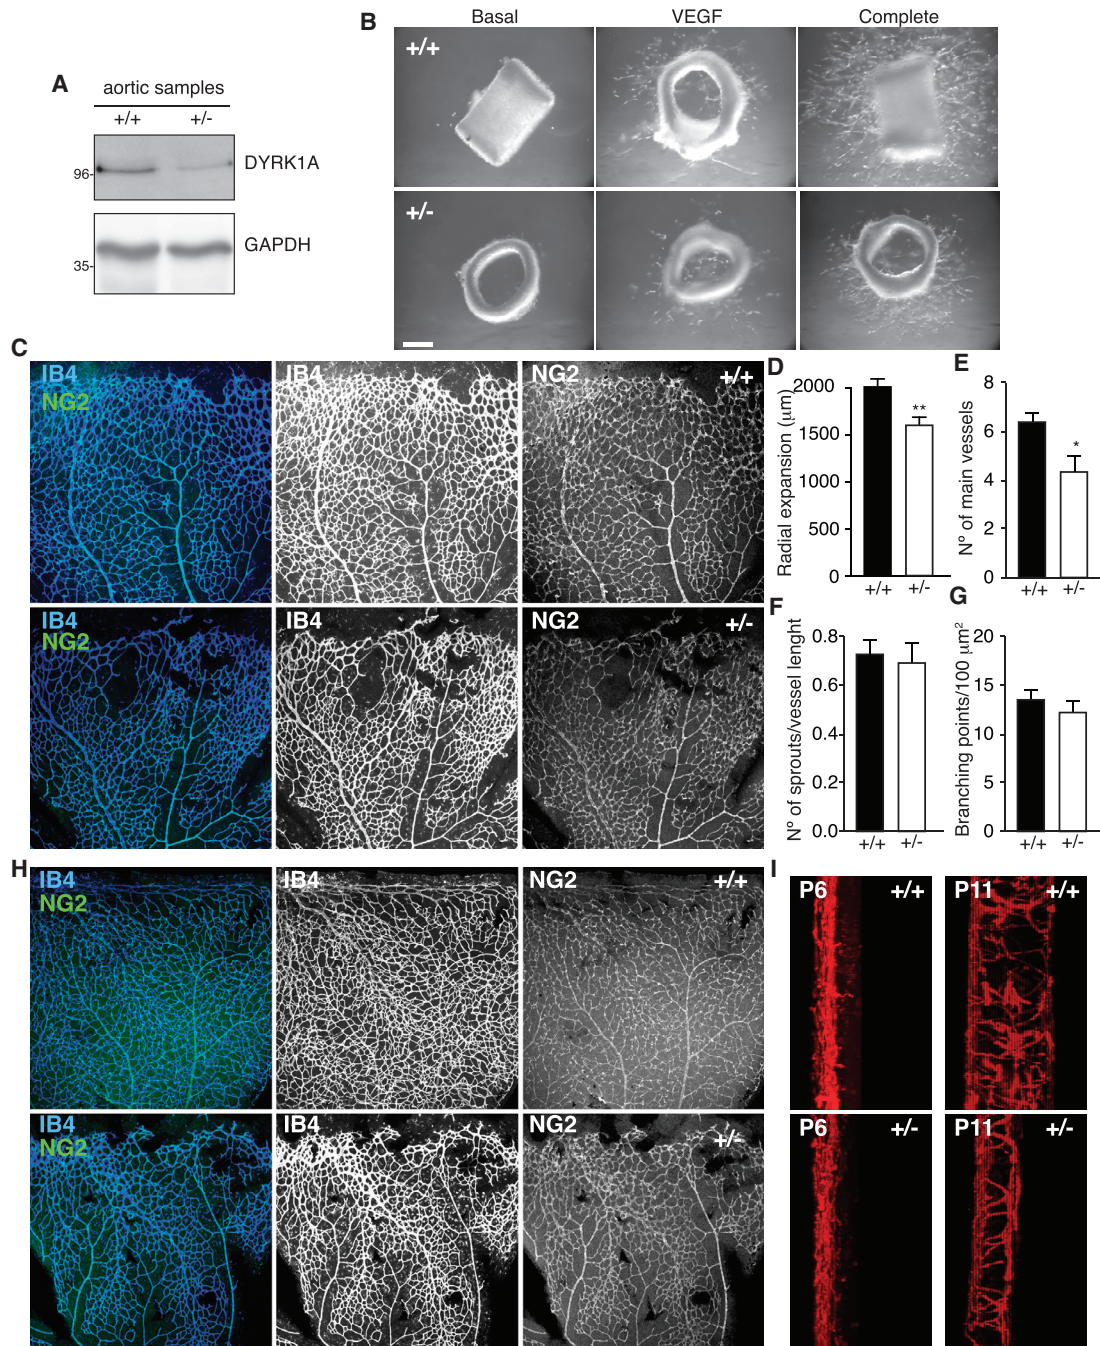 A
aortic samples
+/+ +/-
DYRK1A
96-
GAPDH
35-
B
Basal VEGF Complete
+/+
+/-
C
IB4
NG2
IB4
NG2
+/+
IB4
NG2
IB4
NG2
+/-
D
Radial expansion (μm)
2000
1500
1000
500
0
**
+/+ +/-
E
Nº of main vessels
8
6
4
2
0
*
+/+ +/-
F
Nº of sprouts/vessel lenght
0.8
0.6
0.4
0.2
0.0
+/+ +/-
G
Branching points/100 μm²
20
15
10
5
0
+/+ +/-
H
IB4
NG2
IB4
NG2
+/+
IB4
NG2
IB4
NG2
+/-
I
P6 +/+
P11 +/+
P6 +/-
P11 +/-